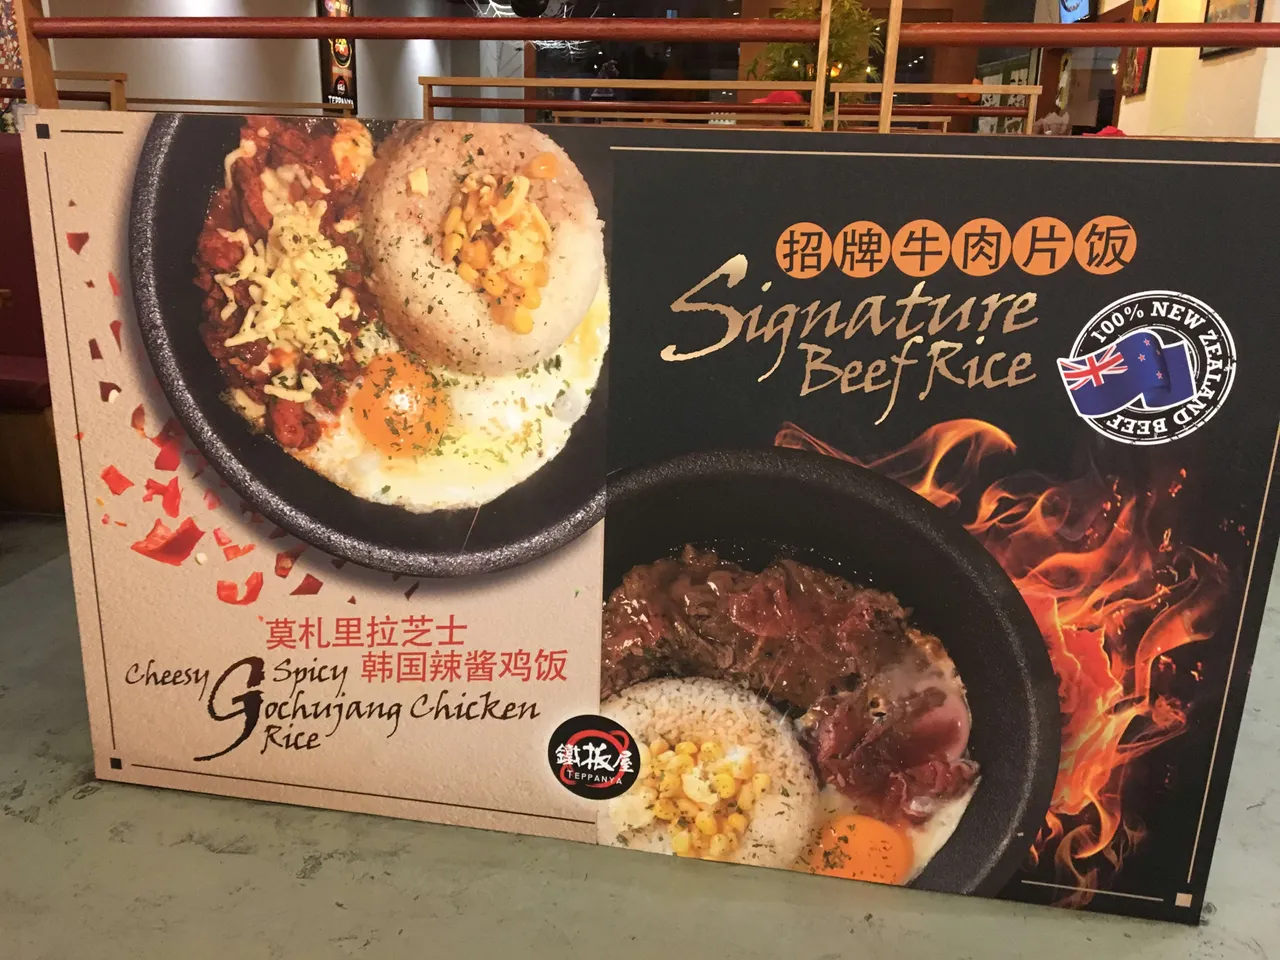 莫札里拉芝士
Cheesy Spicy 韩国辣酱鸡饭
Gochujang Chicken
Rice
鐵板屋
TEPPANYA
招牌牛肉片饭
Signature
Beef Rice
100% NEW ZEALAND BEEF
TEPPANYA